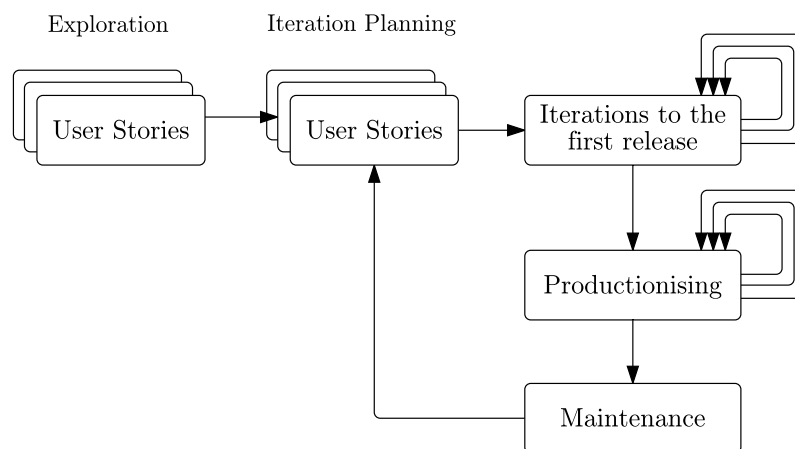 Exploration
Iteration Planning
User Stories
User Stories
Iterations to the
first release
Productionising
Maintenance